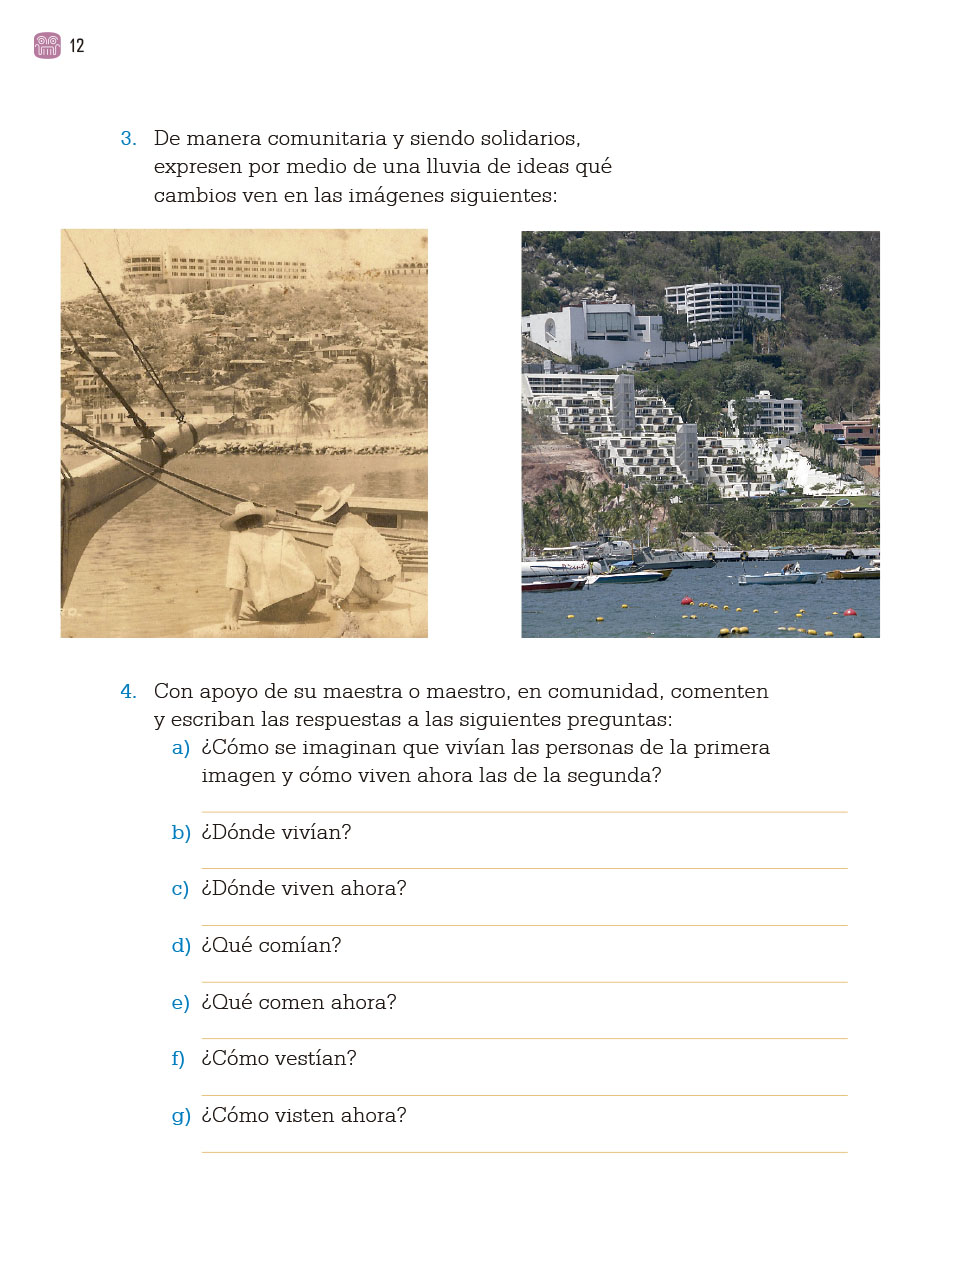 12
3. De manera comunitaria y siendo solidarios,
expresen por medio de una lluvia de ideas qué
cambios ven en las imágenes siguientes:
4. Con apoyo de su maestra o maestro, en comunidad, comenten
y escriban las respuestas a las siguientes preguntas:
a) ¿Cómo se imaginan que vivían las personas de la primera
imagen y cómo viven ahora las de la segunda?
b) ¿Dónde vivían?
c) ¿Dónde viven ahora?
d) ¿Qué comían?
e) ¿Qué comen ahora?
f) ¿Cómo vestían?
g) ¿Cómo visten ahora?